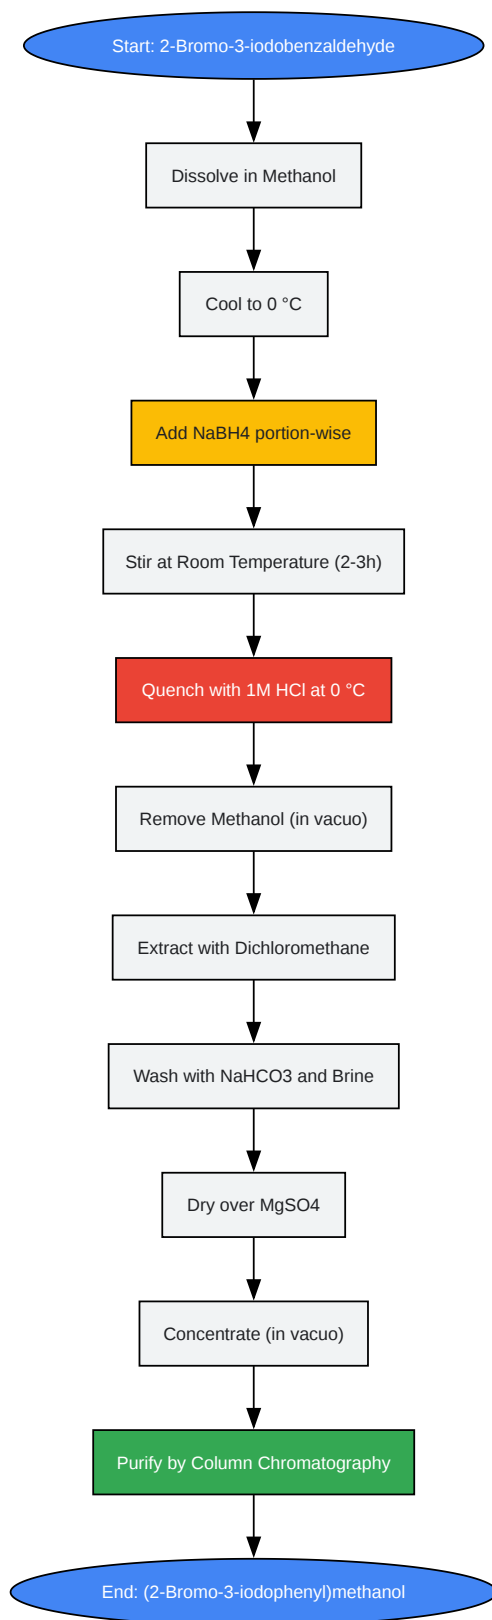 Start: 2-Bromo-3-iodobenzaldehyde
Dissolve in Methanol
Cool to 0 °C
Add NaBH4 portion-wise
Stir at Room Temperature (2-3h)
Quench with 1M HCl at 0 °C
Remove Methanol (in vacuo)
Extract with Dichloromethane
Wash with NaHCO3 and Brine
Dry over MgSO4
Concentrate (in vacuo)
Purify by Column Chromatography
End: (2-Bromo-3-iodophenyl)methanol